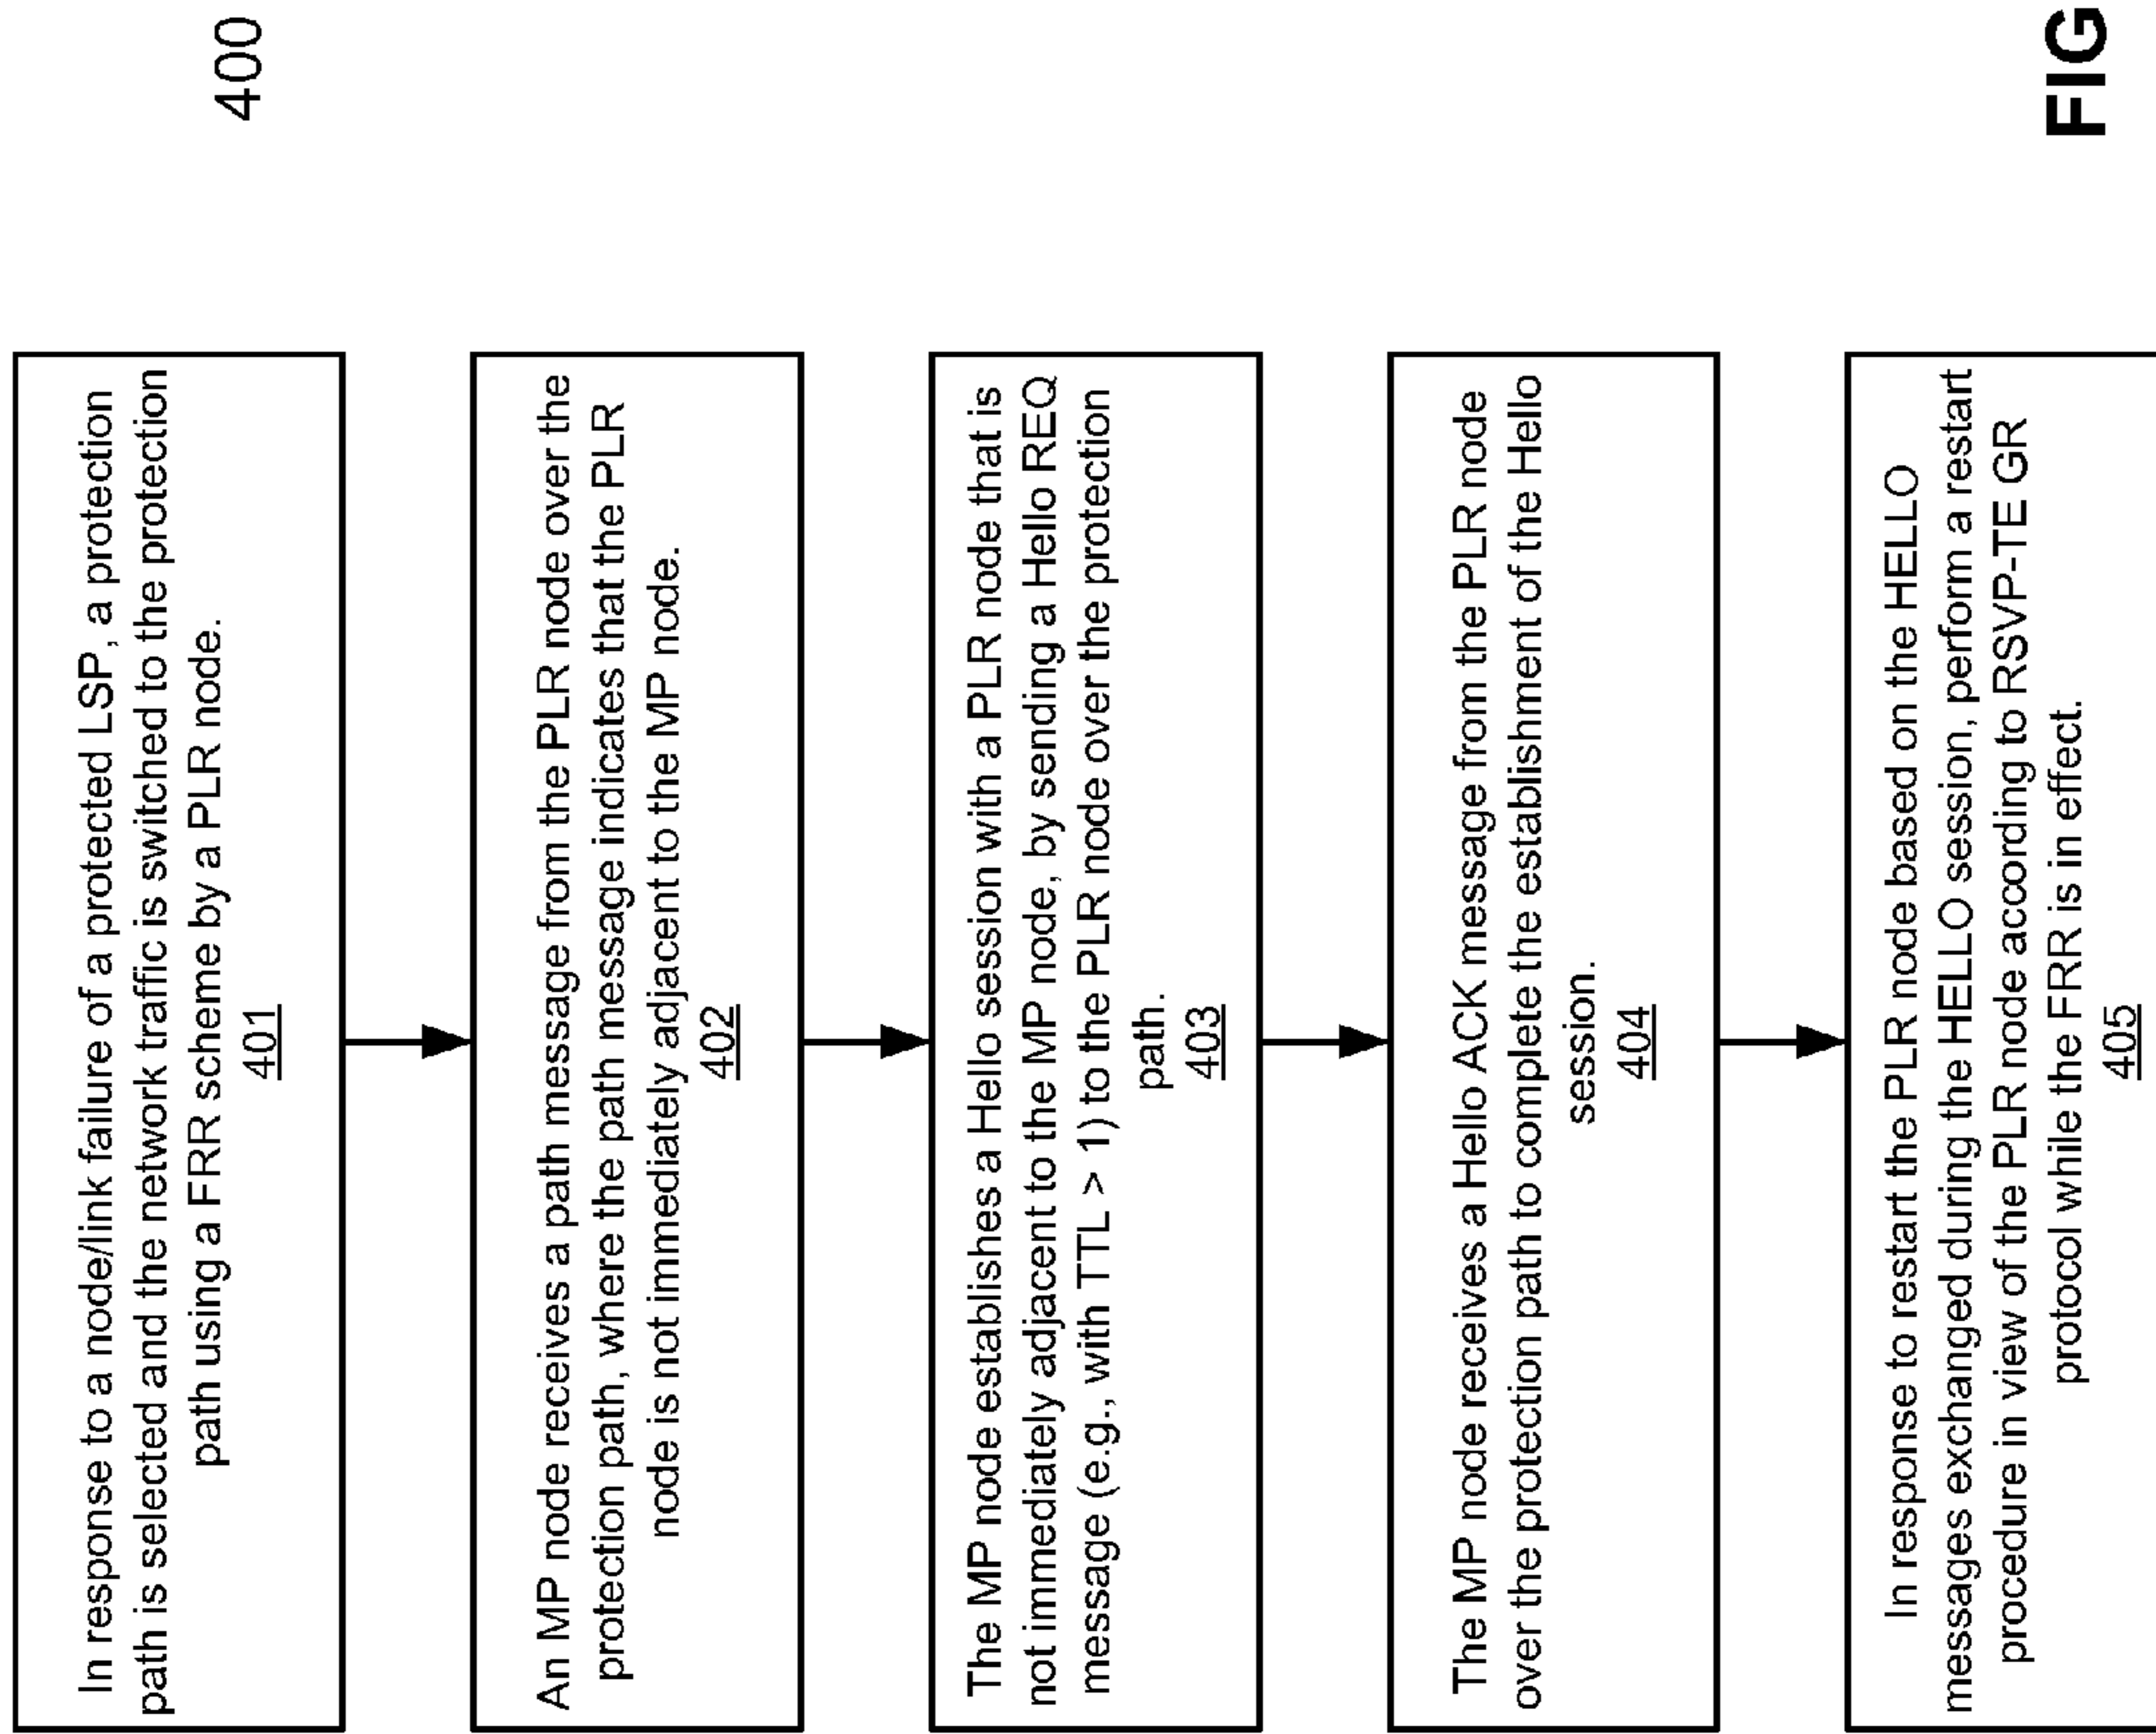 400
In response to a node/link failure of a protected LSP, a protection
path is selected and the network traffic is switched to the protection
path using a FRR scheme by a PLR node.
401
An MP node receives a path message from the PLR node over the
protection path, where the path message indicates that the PLR
node is not immediately adjacent to the MP node.
402
The MP node establishes a Hello session with a PLR node that is
not immediately adjacent to the MP node, by sending a Hello REQ
message (e.g., with TTL > 1) to the PLR node over the protection
path.
403
The MP node receives a Hello ACK message from the PLR node
over the protection path to complete the establishment of the Hello
session.
404
In response to restart the PLR node based on the HELLO
messages exchanged during the HELLO session, perform a restart
procedure in view of the PLR node according to RSVP-TE GR
protocol while the FRR is in effect.
405
FIG